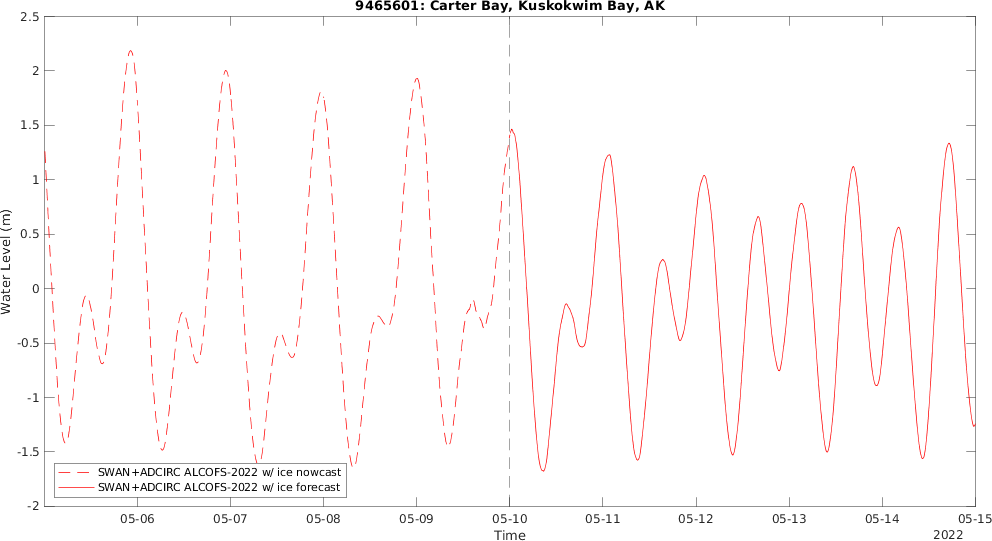 9465601: Carter Bay, Kuskokwim Bay, AK
2.5
2
1.5
1
0.5
0
-0.5
-1
-1.5
-2
Water Level (m)
SWAN+ADCIRC ALCOFS-2022 w/ ice nowcast
SWAN+ADCIRC ALCOFS-2022 w/ ice forecast
05-06 05-07 05-08 05-09 05-10 05-11 05-12 05-13 05-14 05-15
Time
2022